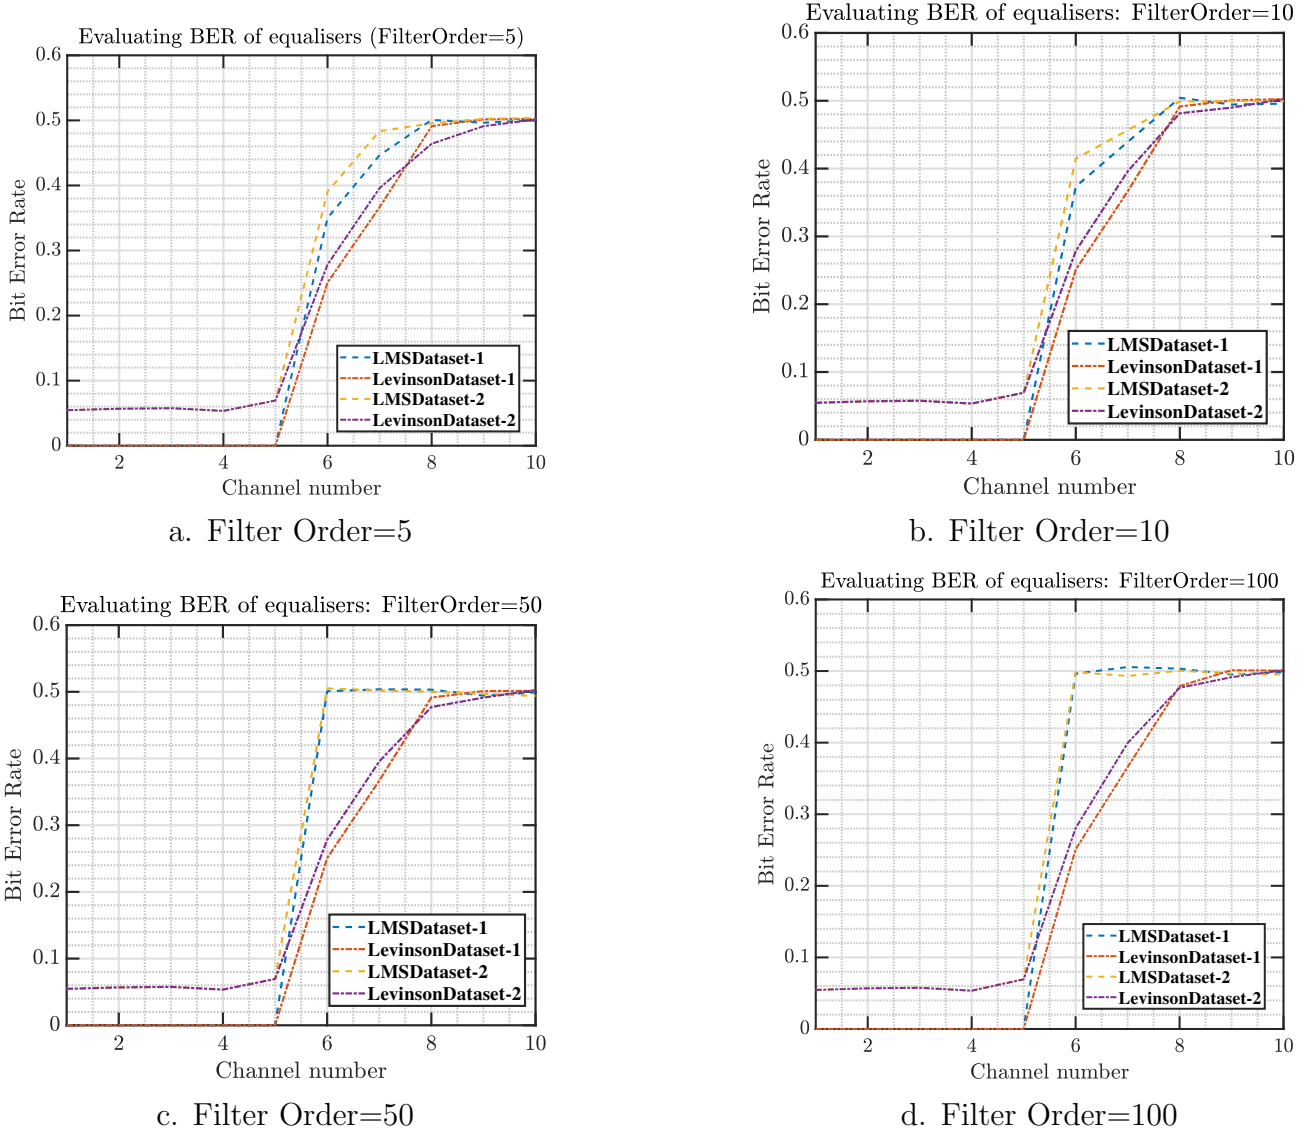 Evaluating BER of equalisers (FilterOrder=5)
0.6
0.5
0.4
0.3
0.2
0.1
0
Bit Error Rate
LMSDataset-1
LevinsonDataset-1
LMSDataset-2
LevinsonDataset-2
2 4 6 8 10
Channel number
a. Filter Order=5
Evaluating BER of equalisers: FilterOrder=10
0.6
0.5
0.4
0.3
0.2
0.1
0
Bit Error Rate
LMSDataset-1
LevinsonDataset-1
LMSDataset-2
LevinsonDataset-2
2 4 6 8 10
Channel number
b. Filter Order=10
Evaluating BER of equalisers: FilterOrder=50
0.6
0.5
0.4
0.3
0.2
0.1
0
Bit Error Rate
LMSDataset-1
LevinsonDataset-1
LMSDataset-2
LevinsonDataset-2
2 4 6 8 10
Channel number
c. Filter Order=50
Evaluating BER of equalisers: FilterOrder=100
0.6
0.5
0.4
0.3
0.2
0.1
0
Bit Error Rate
LMSDataset-1
LevinsonDataset-1
LMSDataset-2
LevinsonDataset-2
2 4 6 8 10
Channel number
d. Filter Order=100